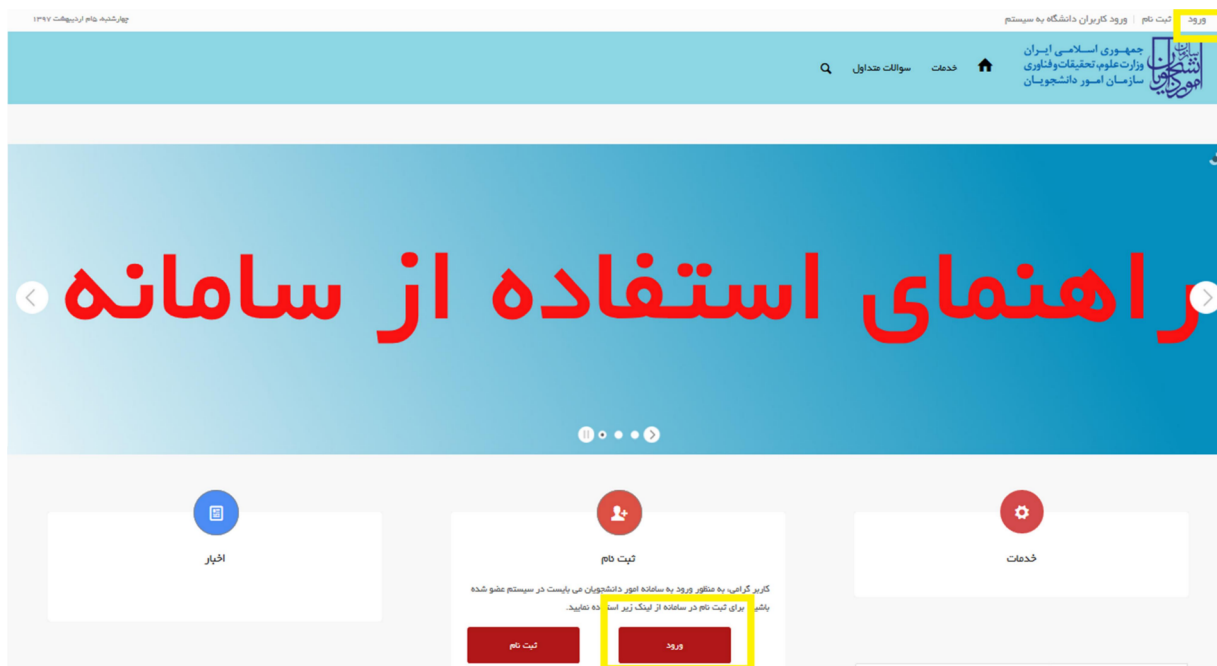 ورود | ثبت نام | ورود کاربران دانشگاه به سیستم
چهارشنبه، ۵ام اردیبهشت ۱۳۹۷
سازمان امور دانشجویان
جمهوری اسلامی ایران
وزارت علوم، تحقیقات و فناوری
سازمان امور دانشجویان
خدمات
سوالات متداول
راهنمای استفاده از سامانه
خدمات
ثبت نام
کاربر گرامی، به منظور ورود به سامانه امور دانشجویان می بایست در سیستم عضو شده
باشید. برای ثبت نام در سامانه از لینک زیر استفاده نمایید.
ورود
ثبت نام
اخبار